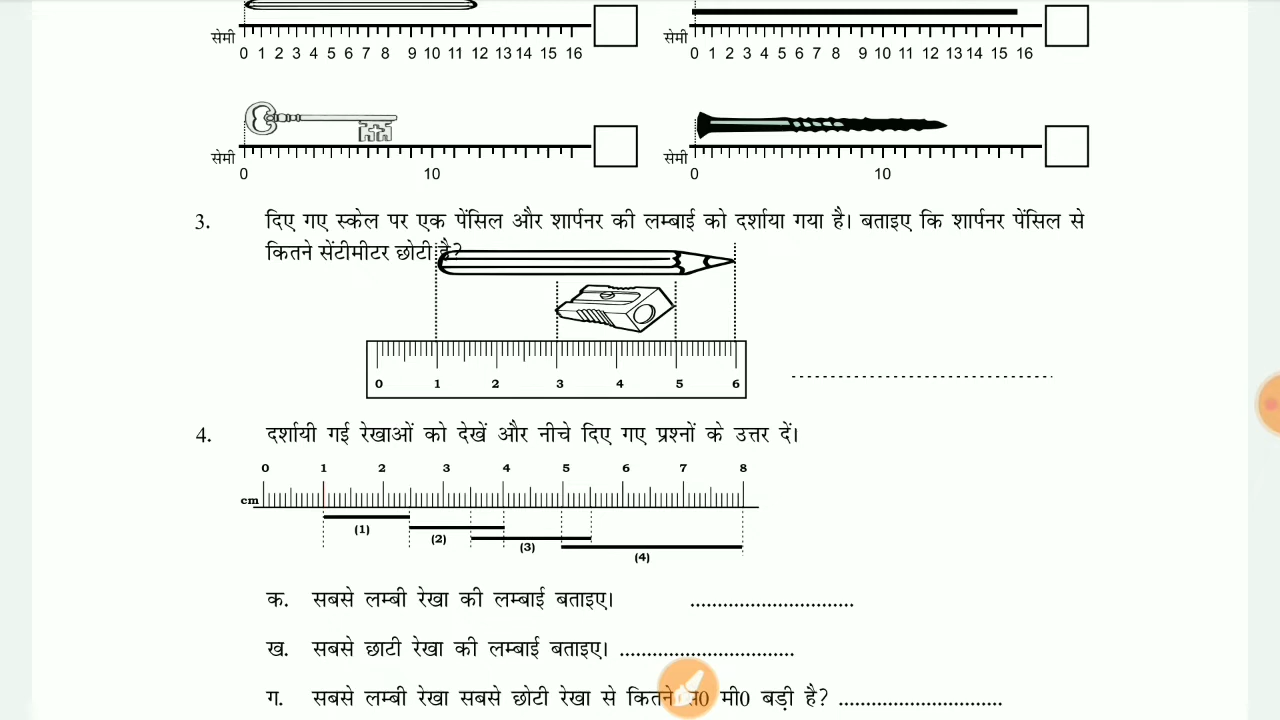 सेमी 0 1 2 3 4 5 6 7 8 9 10 11 12 13 14 15 16
सेमी 0 1 2 3 4 5 6 7 8 9 10 11 12 13 14 15 16
सेमी 0 10
सेमी 0 10
3. दिए गए स्केल पर एक पेंसिल और शार्पनर की लम्बाई को दर्शाया गया है। बताइए कि शार्पनर पेंसिल से
कितने सेंटीमीटर छोटी है?
0 1 2 3 4 5 6
4. दर्शायी गई रेखाओं को देखें और नीचे दिए गए प्रश्नों के उत्तर दें।
0 1 2 3 4 5 6 7 8
cm
(1) (2) (3) (4)
क. सबसे लम्बी रेखा की लम्बाई बताइए। ..............................
ख. सबसे छाटी रेखा की लम्बाई बताइए। ................................
ग. सबसे लम्बी रेखा सबसे छोटी रेखा से कितने मी0 बड़ी है? ..............................